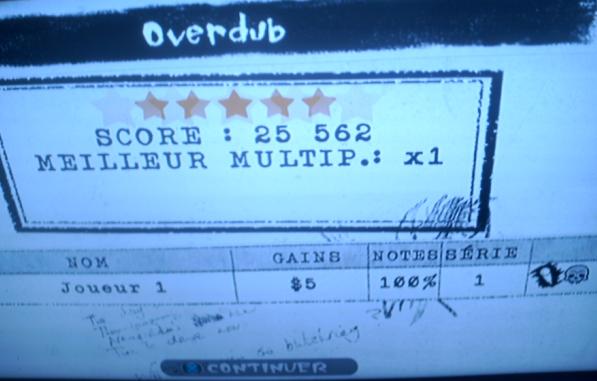 Overdub
SCORE : 25 562
MEILLEUR MULTIP.: x1
NOM GAINS NOTES SÉRIE
Joueur 1 $5 100% 1
CONTINUER